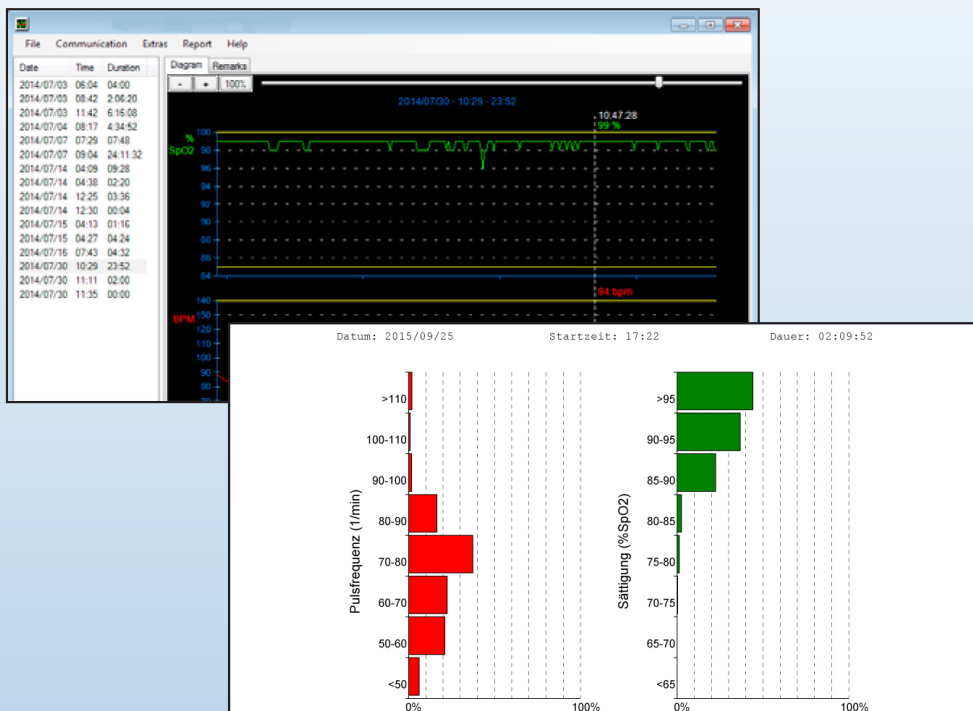 File Communication Extras Report Help
Date Time Duration
2014/07/03 06:04 04:00
2014/07/03 08:42 2:06:20
2014/07/03 11:42 6:16:08
2014/07/04 08:17 4:34:52
2014/07/07 07:29 07:48
2014/07/07 09:04 24:11:32
2014/07/14 04:09 09:28
2014/07/14 04:38 02:20
2014/07/14 12:25 03:36
2014/07/14 12:30 00:04
2014/07/15 04:13 01:16
2014/07/15 04:27 04:24
2014/07/16 07:43 04:32
2014/07/30 10:29 23:52
2014/07/30 11:11 02:00
2014/07/30 11:35 00:00
Diagram Remarks
- + 100%
2014/07/30 - 10:29 - 23:52
10:47:28
99 %
%
SpO2
100
98
96
94
92
90
88
86
84
94 bpm
BPM
140
130
120
110
100
90
80
70
Datum: 2015/09/25 Startzeit: 17:22 Dauer: 02:09:52
Pulsfrequenz (1/min)
>110
100-110
90-100
80-90
70-80
60-70
50-60
<50
0% 100%
Sättigung (%SpO2)
>95
90-95
85-90
80-85
75-80
70-75
65-70
<65
0% 100%